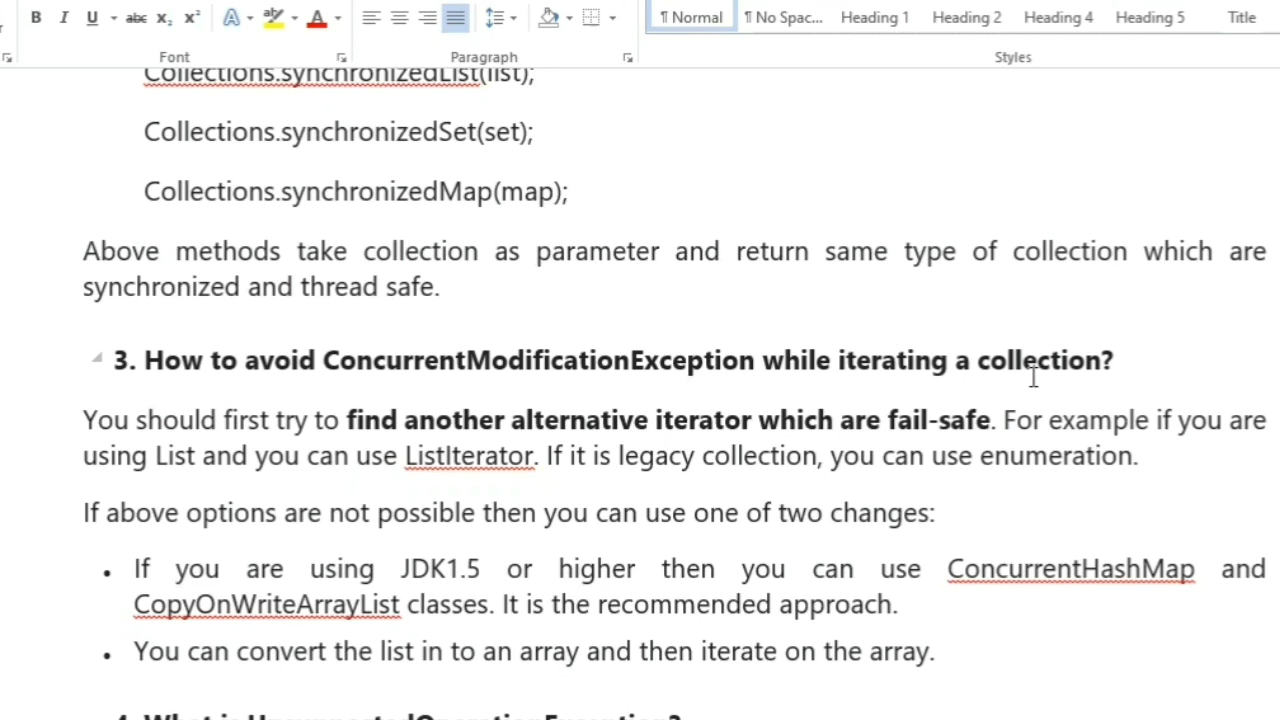 B I U abc X₂ X² A aby A
¶ Normal ¶ No Spac... Heading 1 Heading 2 Heading 4 Heading 5 Title
Font Paragraph Styles
Collections.synchronizedList(list);
Collections.synchronizedSet(set);
Collections.synchronizedMap(map);
Above methods take collection as parameter and return same type of collection which are
synchronized and thread safe.
3. How to avoid ConcurrentModificationException while iterating a collection?
You should first try to find another alternative iterator which are fail-safe. For example if you are
using List and you can use ListIterator. If it is legacy collection, you can use enumeration.
If above options are not possible then you can use one of two changes:
• If you are using JDK1.5 or higher then you can use ConcurrentHashMap and
CopyOnWriteArrayList classes. It is the recommended approach.
• You can convert the list in to an array and then iterate on the array.
4. What is UnsupportedOperationException?